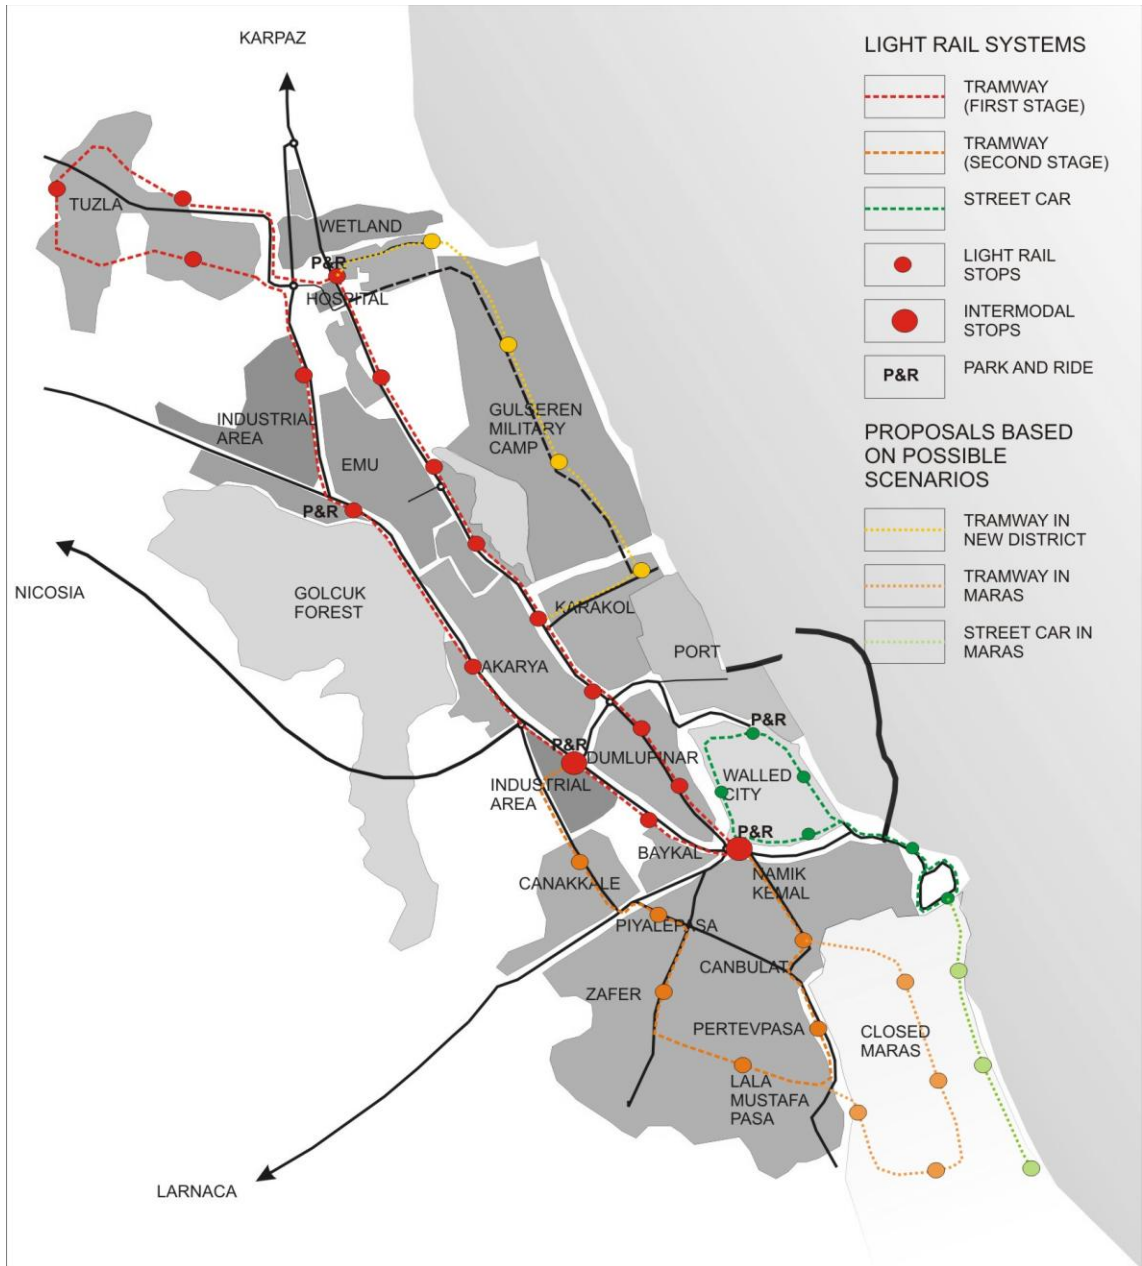 KARPAZ
LIGHT RAIL SYSTEMS
TRAMWAY
(FIRST STAGE)
TRAMWAY
(SECOND STAGE)
STREET CAR
LIGHT RAIL
STOPS
INTERMODAL
STOPS
P&R
PARK AND RIDE
PROPOSALS BASED
ON POSSIBLE
SCENARIOS
TRAMWAY IN
NEW DISTRICT
TRAMWAY IN
MARAS
STREET CAR IN
MARAS
TUZLA
WETLAND
P&R
HOSPITAL
INDUSTRIAL
AREA
GULSEREN
MILITARY
CAMP
EMU
P&R
NICOSIA
GOLCUK
FOREST
KARAKOL
PORT
AKARYA
P&R
P&R
DUMLUPINAR
INDUSTRIAL
AREA
WALLED
CITY
P&R
BAYKAL
NAMIK
KEMAL
CANAKKALE
PIYALEPASA
CANBULAT
ZAFER
PERTEVPASA
CLOSED
MARAS
LALA
MUSTAFA
PASA
LARNACA